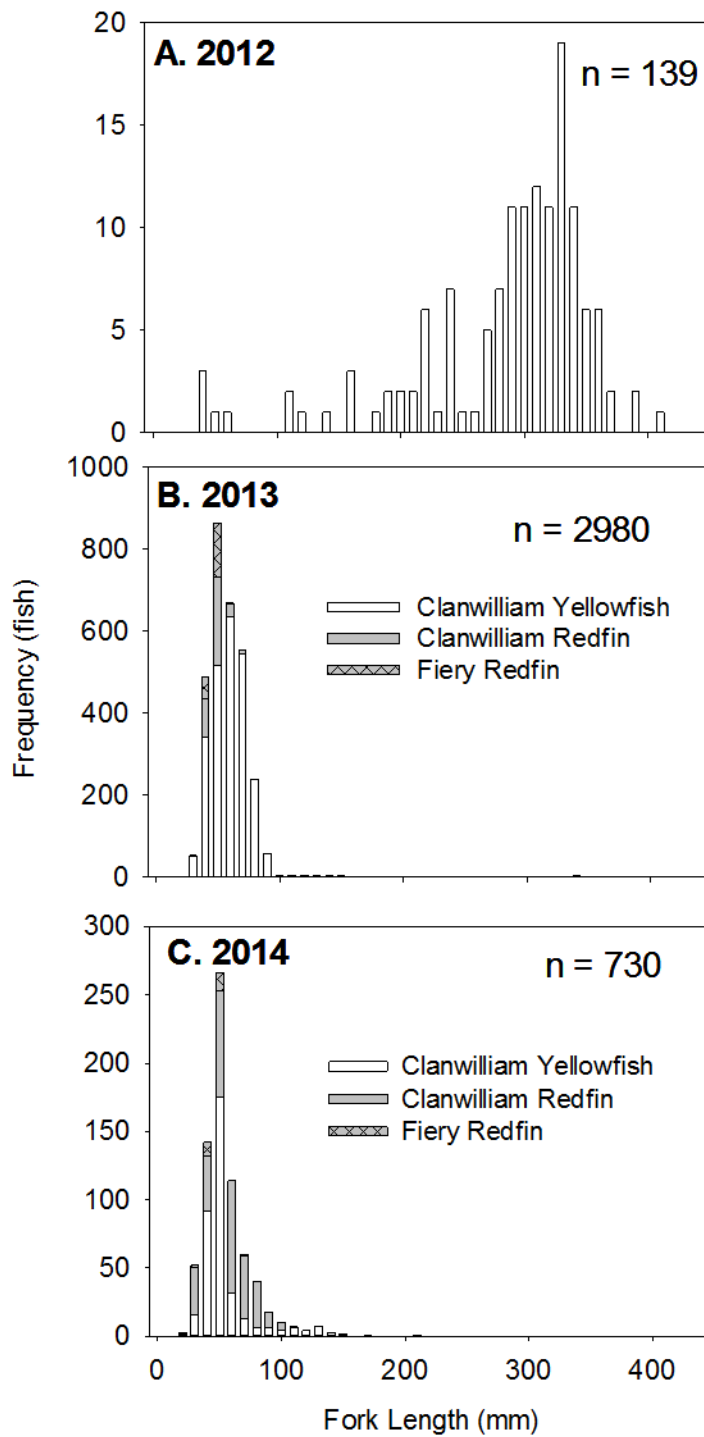 A. 2012
n = 139
20
15
10
5
0
B. 2013
n = 2980
1000
800
600
400
200
0
Clanwilliam Yellowfish
Clanwilliam Redfin
Fiery Redfin
Frequency (fish)
C. 2014
n = 730
300
250
200
150
100
50
0
Clanwilliam Yellowfish
Clanwilliam Redfin
Fiery Redfin
0 100 200 300 400
Fork Length (mm)